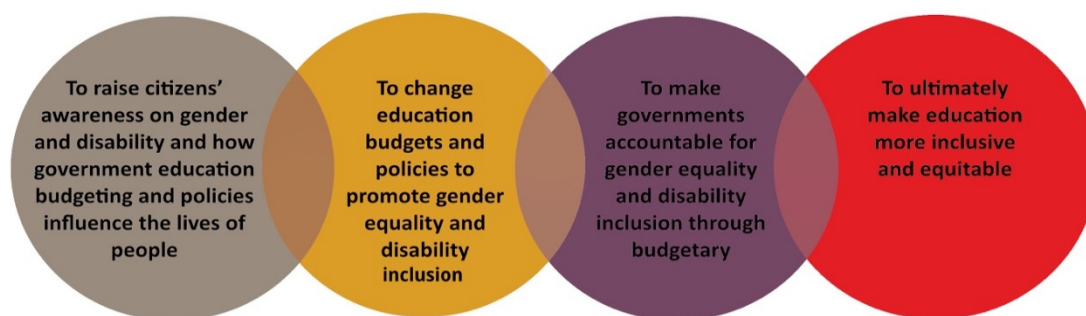 To raise citizens'
awareness on gender
and disability and how
government education
budgeting and policies
influence the lives of
people
To change
education
budgets and
policies to
promote gender
equality and
disability
inclusion
To make
governments
accountable for
gender equality
and disability
inclusion through
budgetary
To ultimately
make education
more inclusive
and equitable